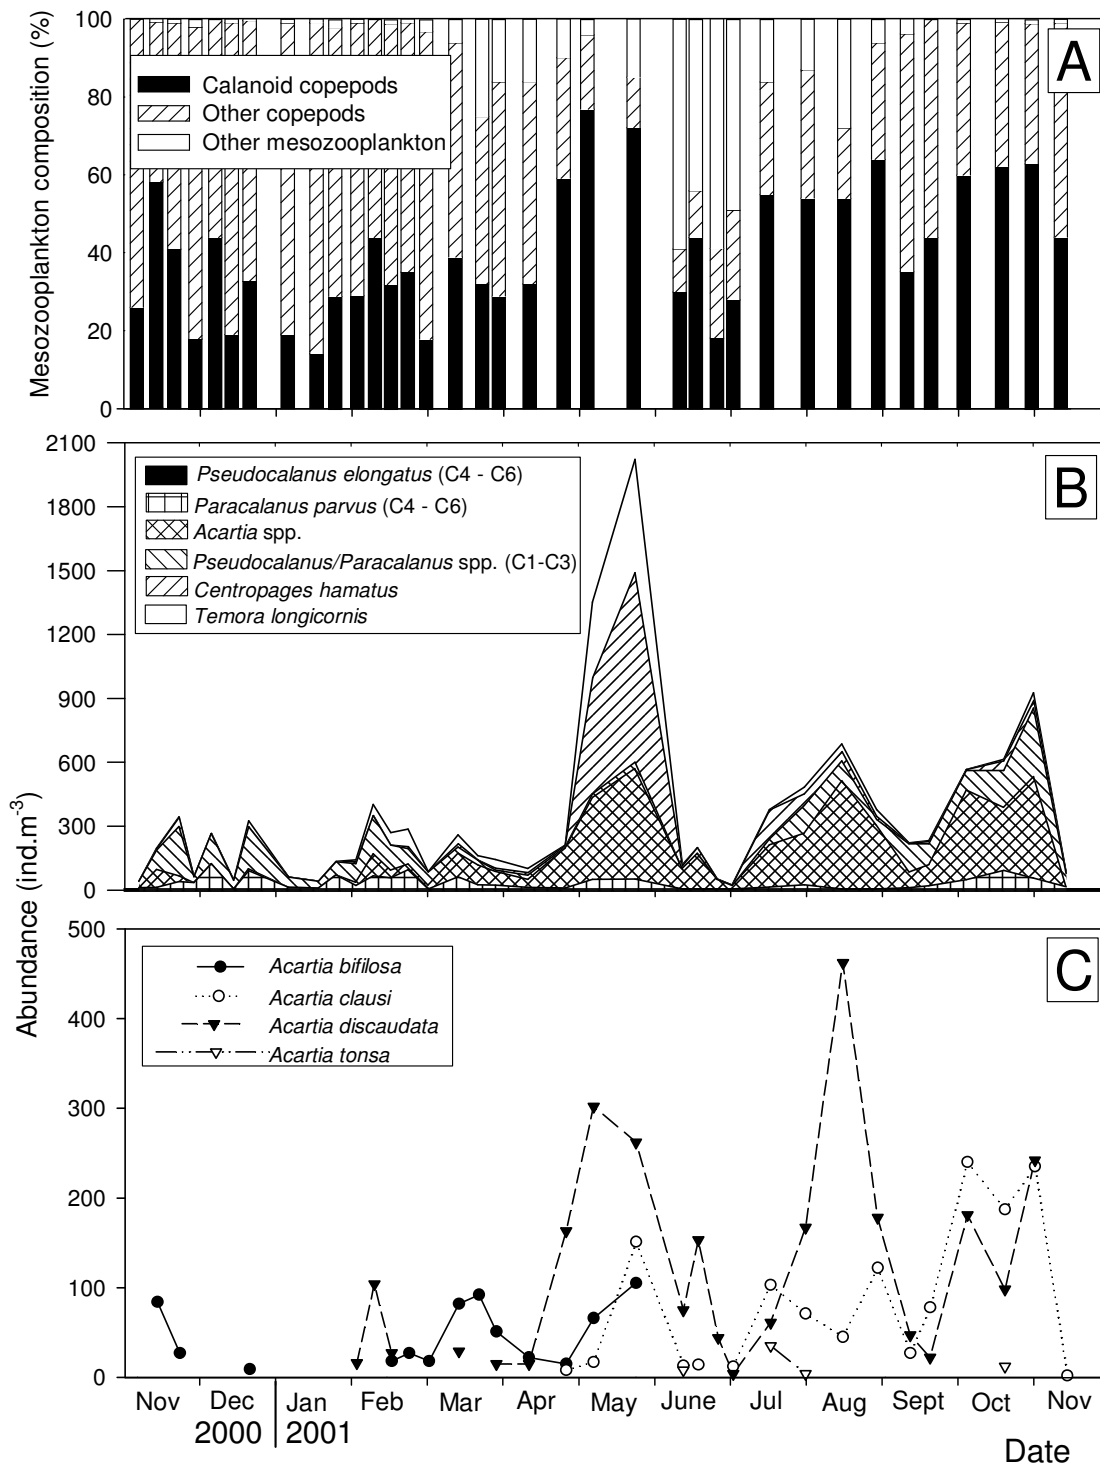 Mesozooplankton composition (%)
100
80
60
40
20
0
A
Calanoid copepods
Other copepods
Other mesozooplankton
2100
1800
1500
1200
900
600
300
0
B
Pseudocalanus elongatus (C4 - C6)
Paracalanus parvus (C4 - C6)
Acartia spp.
Pseudocalanus/Paracalanus spp. (C1-C3)
Centropages hamatus
Temora longicornis
Abundance (ind.m-3)
500
400
300
200
100
0
C
Acartia bifilosa
Acartia clausi
Acartia discaudata
Acartia tonsa
Nov Dec Jan Feb Mar Apr May June Jul Aug Sept Oct Nov
2000 2001
Date